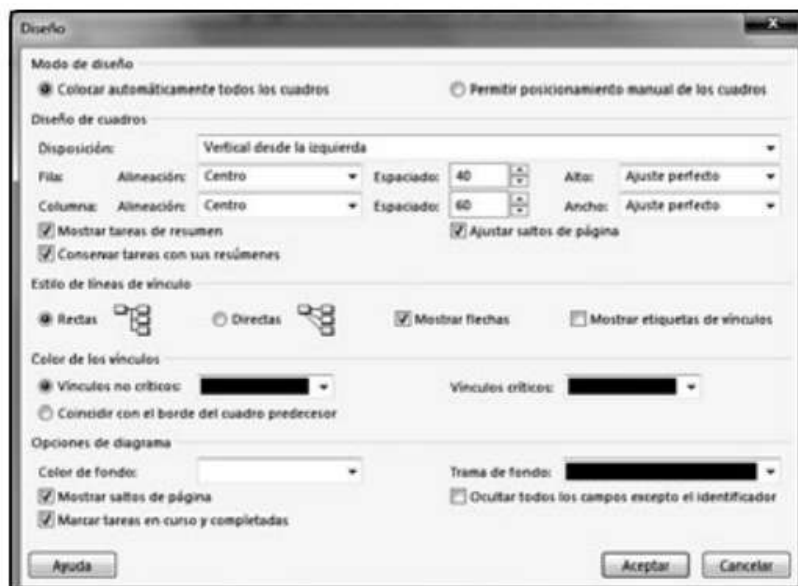 Diseño
Modo de diseño
Colocar automáticamente todos los cuadros Permitir posicionamiento manual de los cuadros
Diseño de cuadros
Disposición: Vertical desde la izquierda
Fila: Alineación: Centro Espaciado: 40 Alto: Ajuste perfecto
Columna: Alineación: Centro Espaciado: 60 Ancho: Ajuste perfecto
Mostrar tareas de resumen Ajustar saltos de página
Conservar tareas con sus resúmenes
Estilo de líneas de vínculo
Rectas Directas Mostrar flechas Mostrar etiquetas de vínculos
Color de los vínculos
Vínculos no críticos: Vínculos críticos:
Coincidir con el borde del cuadro predecesor
Opciones de diagrama
Color de fondo: Trama de fondo:
Mostrar saltos de página Ocultar todos los campos excepto el identificador
Marcar tareas en curso y completadas
Ayuda Aceptar Cancelar